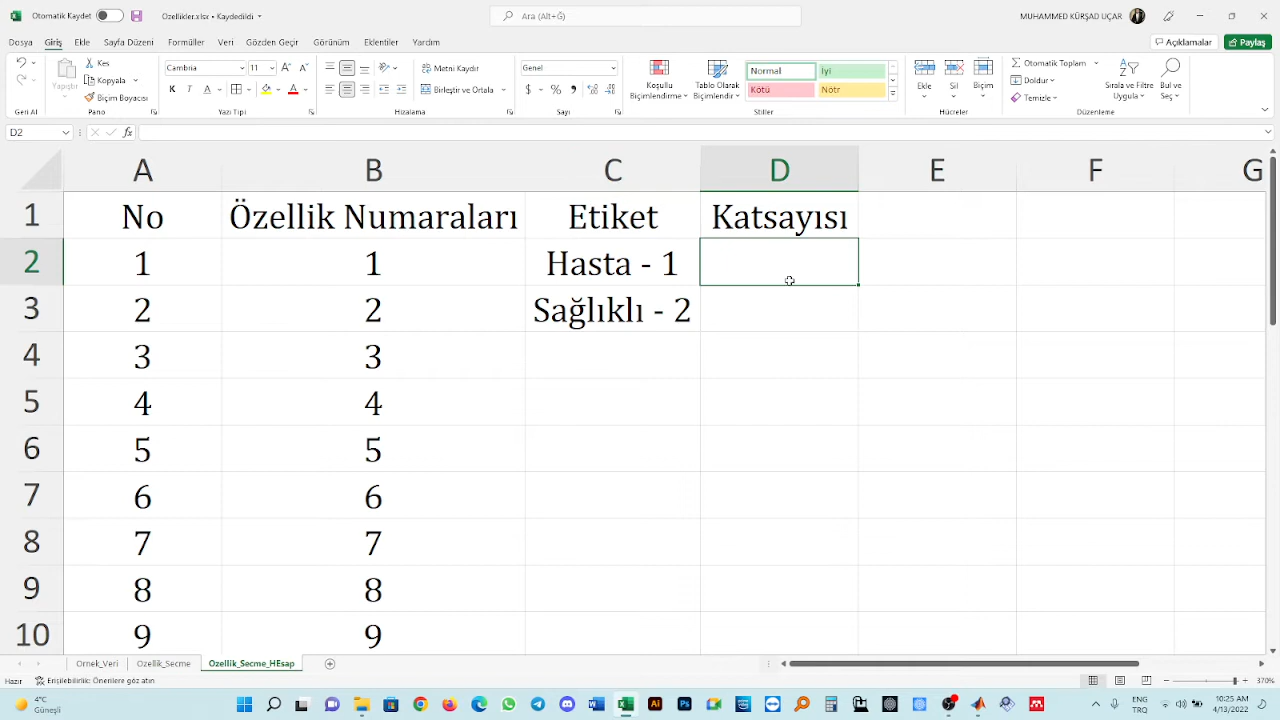 Otomatik Kaydet
Özellikler.xlsx • Kaydedildi
Ara (Alt+Ğ)
MUHAMMED KÜRŞAD UÇAR
Dosya Giriş Ekle Sayfa Düzeni Formüller Veri Gözden Geçir Görünüm Eklentiler Yardım
Açıklamalar Paylaş
Yapıştır
Kes
Kopyala
Biçim Boyacısı
Cambria 11
Metni Kaydır
Birleştir ve Ortala
Genel
Koşullu Biçimlendirme
Tablo Olarak Biçimlendir
Normal İyi
Kötü Nötr
Ekle Sil Biçim
Otomatik Toplam
Doldur
Temizle
Sırala ve Filtre Uygula
Bul ve Seç
Geri Al Pano Yazı Tipi Hizalama Sayı Stiller Hücreler Düzenleme
D2 fx
A B C D E F G
1 No Özellik Numaraları Etiket Katsayısı
2 1 1 Hasta - 1
3 2 2 Sağlıklı - 2
4 3 3
5 4 4
6 5 5
7 6 6
8 7 7
9 8 8
10 9 9
Ornek_Veri Ozellik_Secme Ozellik_Secme_HEsap
Hazır Erişilebilirlik: Önerilere göz atın 370%
4°C
Güneşli
ENG
TRQ
10:25 AM
4/13/2022